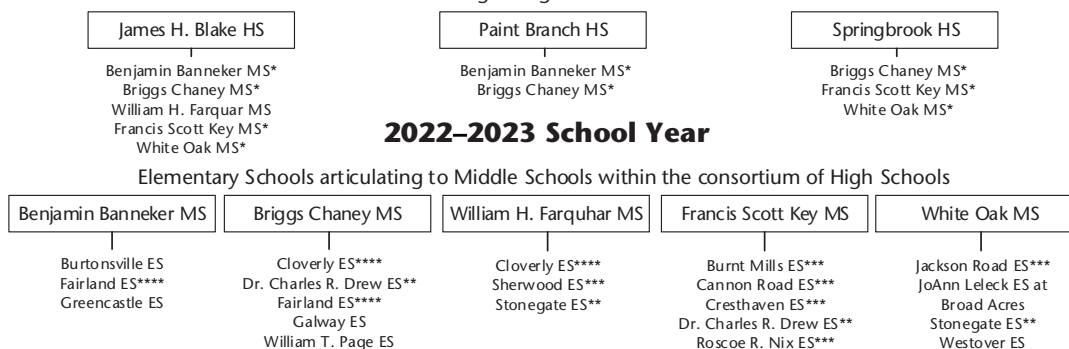 James H. Blake HS
Benjamin Banneker MS*
Briggs Chaney MS*
William H. Farquar MS
Francis Scott Key MS*
White Oak MS*
Paint Branch HS
Benjamin Banneker MS*
Briggs Chaney MS*
Springbrook HS
Briggs Chaney MS*
Francis Scott Key MS*
White Oak MS*
2022–2023 School Year
Elementary Schools articulating to Middle Schools within the consortium of High Schools
Benjamin Banneker MS
Burtonsville ES
Fairland ES****
Greencastle ES
Briggs Chaney MS
Cloverly ES****
Dr. Charles R. Drew ES**
Fairland ES****
Galway ES
William T. Page ES
William H. Farquhar MS
Cloverly ES****
Sherwood ES***
Stonegate ES**
Francis Scott Key MS
Burnt Mills ES***
Cannon Road ES***
Cresthaven ES***
Dr. Charles R. Drew ES**
Roscoe R. Nix ES***
White Oak MS
Jackson Road ES***
JoAnn Leleck ES at
Broad Acres
Stonegate ES**
Westover ES